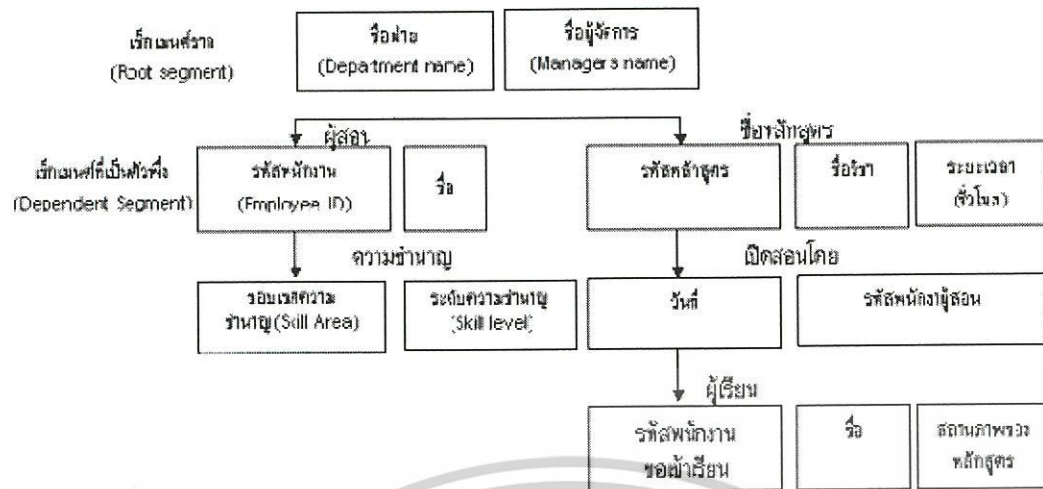 เซ็กเมนต์ราก
(Root segment)
ชื่อฝ่าย
(Department name)
ชื่อผู้จัดการ
(Managers name)
ผู้สอน
ชื่อหลักสูตร
เซ็กเมนต์ที่เป็นตัวพึ่ง
(Dependent Segment)
รหัสพนักงาน
(Employee ID)
ชื่อ
รหัสหลักสูตร
ชื่อวิชา
ระยะเวลา
(ชั่วโมง)
ความชำนาญ
เปิดสอนโดย
ขอบเขตความ
ชำนาญ(Skill Area)
ระดับความชำนาญ
(Skill level)
วันที่
รหัสพนักงานผู้สอน
ผู้เรียน
รหัสพนักงาน
ขอเข้าเรียน
ชื่อ
สถานภาพของ
หลักสูตร